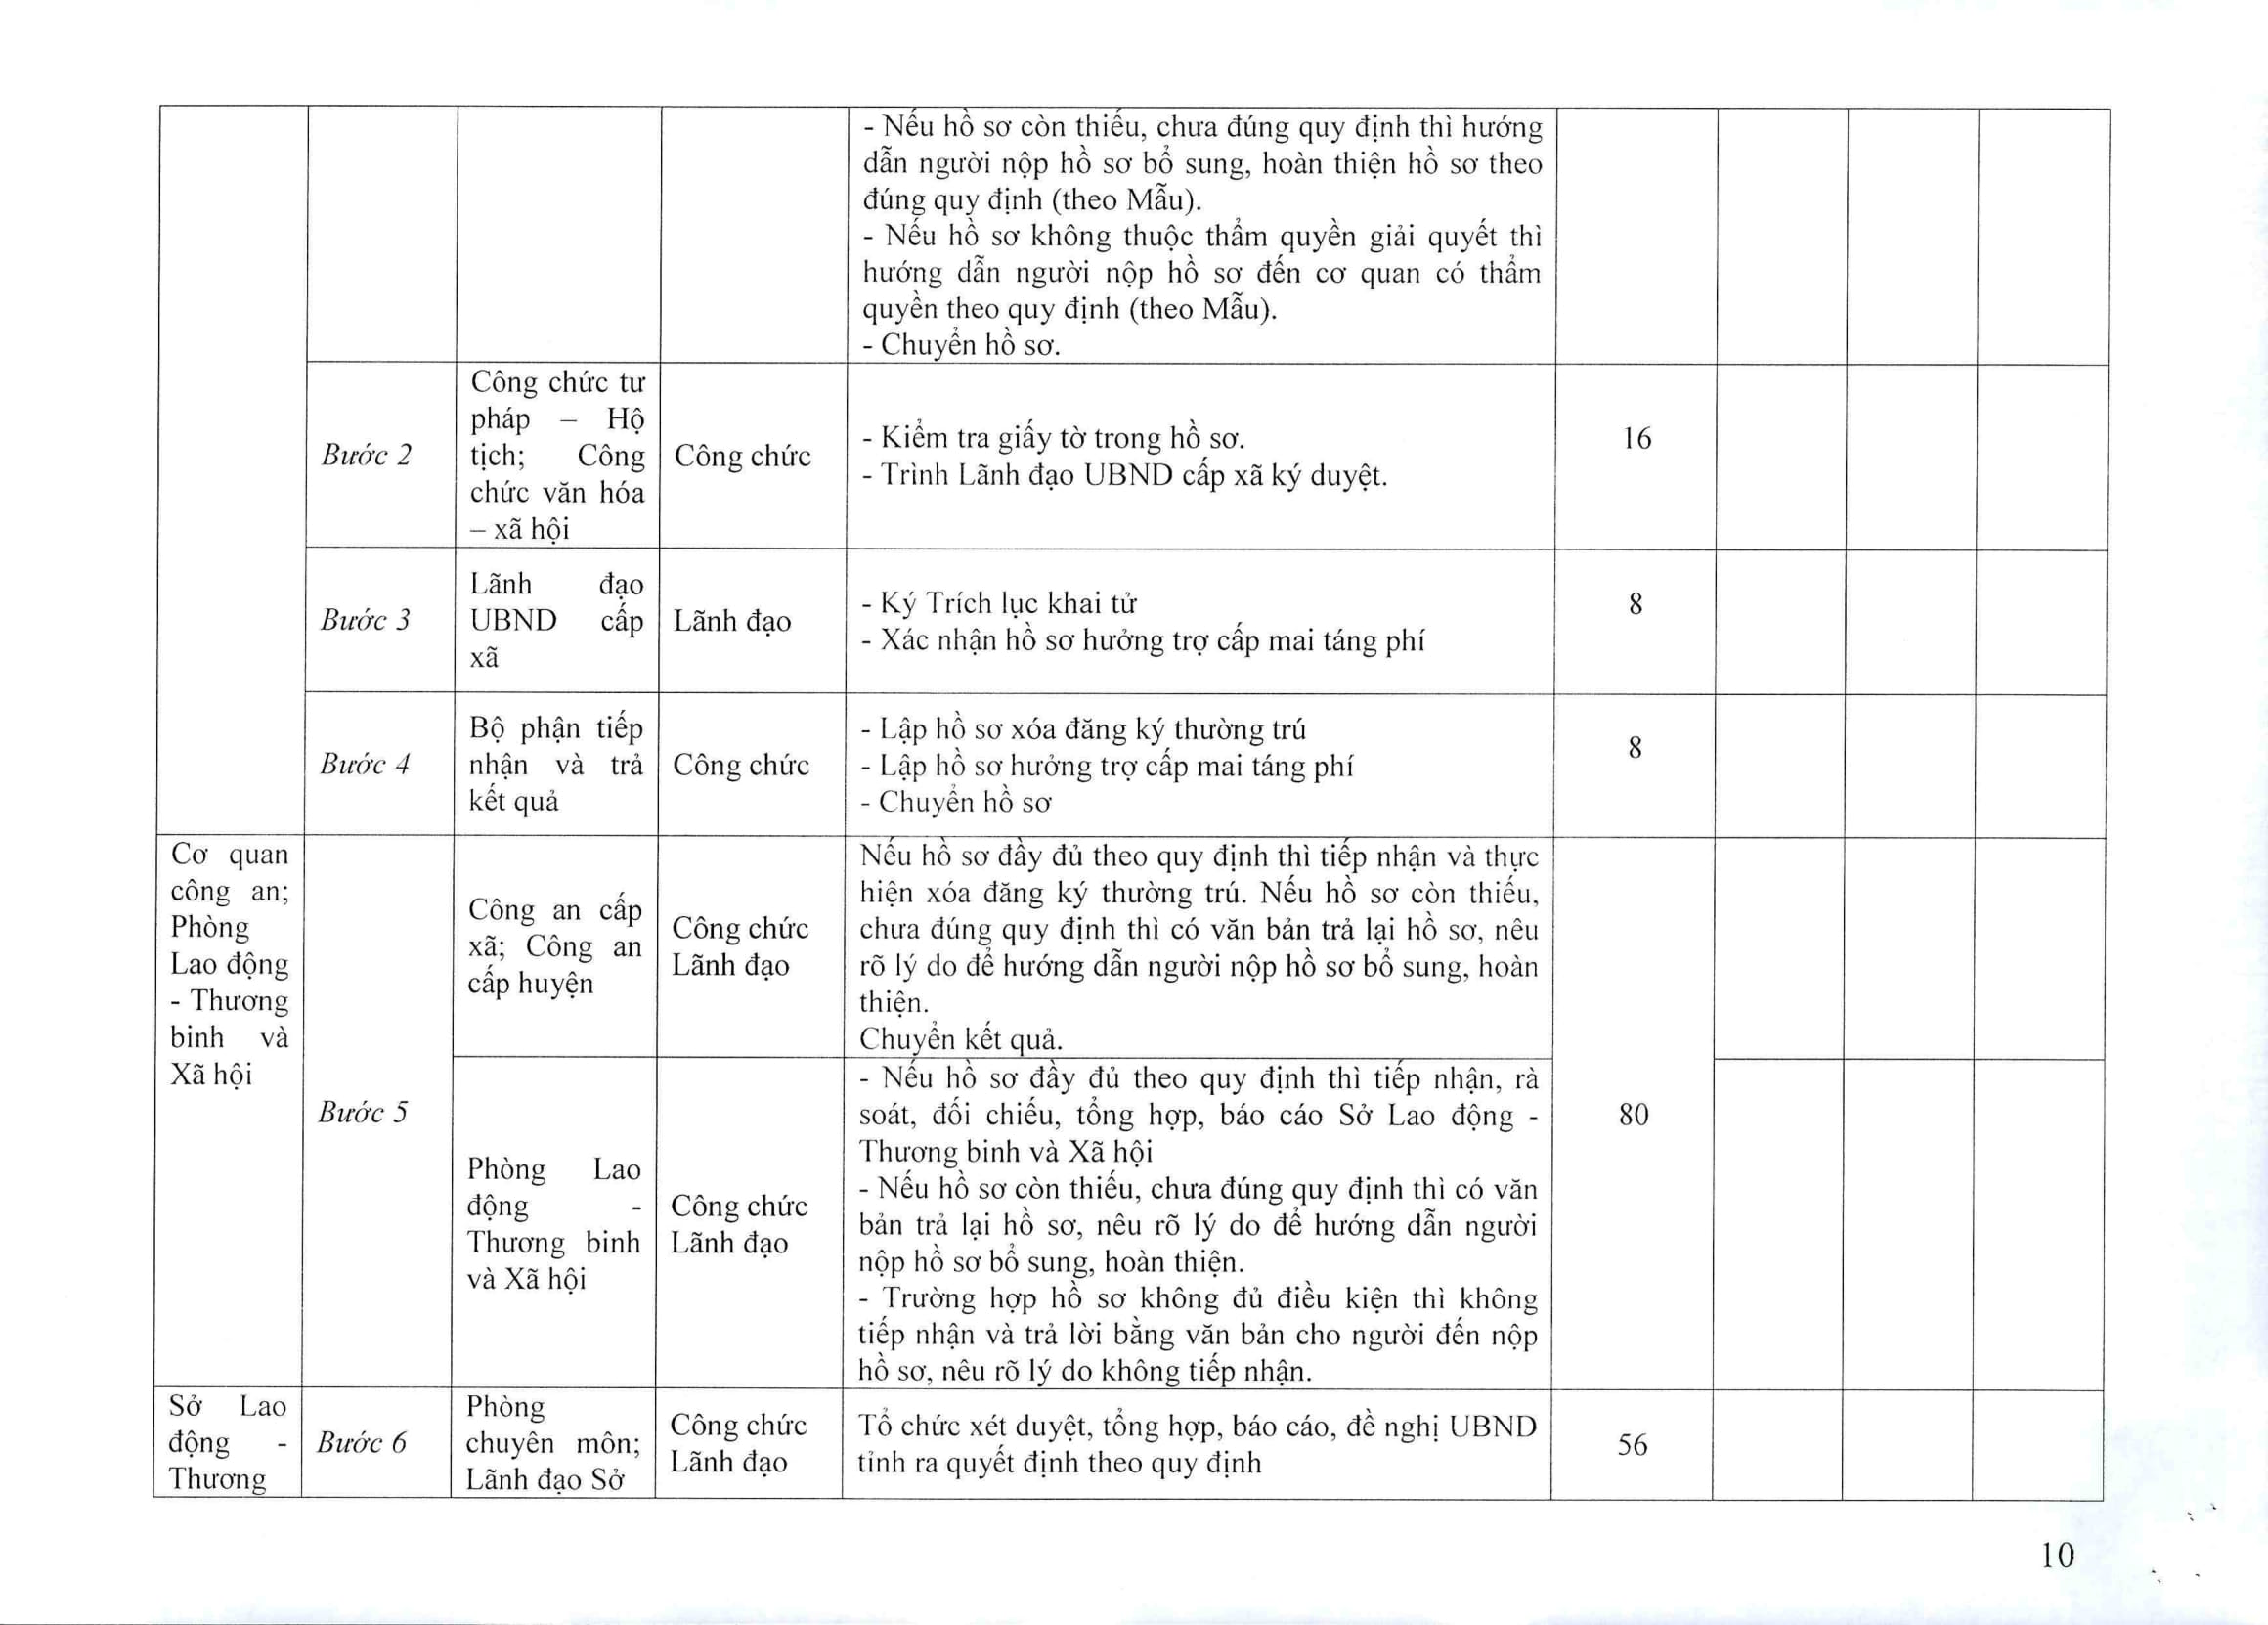 - Nếu hồ sơ còn thiếu, chưa đúng quy định thì hướng
dẫn người nộp hồ sơ bổ sung, hoàn thiện hồ sơ theo
đúng quy định (theo Mẫu).
- Nếu hồ sơ không thuộc thẩm quyền giải quyết thì
hướng dẫn người nộp hồ sơ đến cơ quan có thẩm
quyền theo quy định (theo Mẫu).
- Chuyển hồ sơ.
Bước 2
Công chức tư
pháp – Hộ
tịch; Công
chức văn hóa
– xã hội
Công chức
- Kiểm tra giấy tờ trong hồ sơ.
- Trình Lãnh đạo UBND cấp xã ký duyệt.
16
Bước 3
Lãnh đạo
UBND cấp
xã
Lãnh đạo
- Ký Trích lục khai tử
- Xác nhận hồ sơ hưởng trợ cấp mai táng phí
8
Bước 4
Bộ phận tiếp
nhận và trả
kết quả
Công chức
- Lập hồ sơ xóa đăng ký thường trú
- Lập hồ sơ hưởng trợ cấp mai táng phí
- Chuyển hồ sơ
8
Cơ quan
công an;
Phòng
Lao động
- Thương
binh và
Xã hội
Bước 5
Công an cấp
xã; Công an
cấp huyện
Công chức
Lãnh đạo
Nếu hồ sơ đầy đủ theo quy định thì tiếp nhận và thực
hiện xóa đăng ký thường trú. Nếu hồ sơ còn thiếu,
chưa đúng quy định thì có văn bản trả lại hồ sơ, nêu
rõ lý do để hướng dẫn người nộp hồ sơ bổ sung, hoàn
thiện.
Chuyển kết quả.
80
Phòng Lao
động -
Thương binh
và Xã hội
Công chức
Lãnh đạo
- Nếu hồ sơ đầy đủ theo quy định thì tiếp nhận, rà
soát, đối chiếu, tổng hợp, báo cáo Sở Lao động -
Thương binh và Xã hội
- Nếu hồ sơ còn thiếu, chưa đúng quy định thì có văn
bản trả lại hồ sơ, nêu rõ lý do để hướng dẫn người
nộp hồ sơ bổ sung, hoàn thiện.
- Trường hợp hồ sơ không đủ điều kiện thì không
tiếp nhận và trả lời bằng văn bản cho người đến nộp
hồ sơ, nêu rõ lý do không tiếp nhận.
Sở Lao
động -
Thương
Bước 6
Phòng
chuyên môn;
Lãnh đạo Sở
Công chức
Lãnh đạo
Tổ chức xét duyệt, tổng hợp, báo cáo, đề nghị UBND
tỉnh ra quyết định theo quy định
56
10